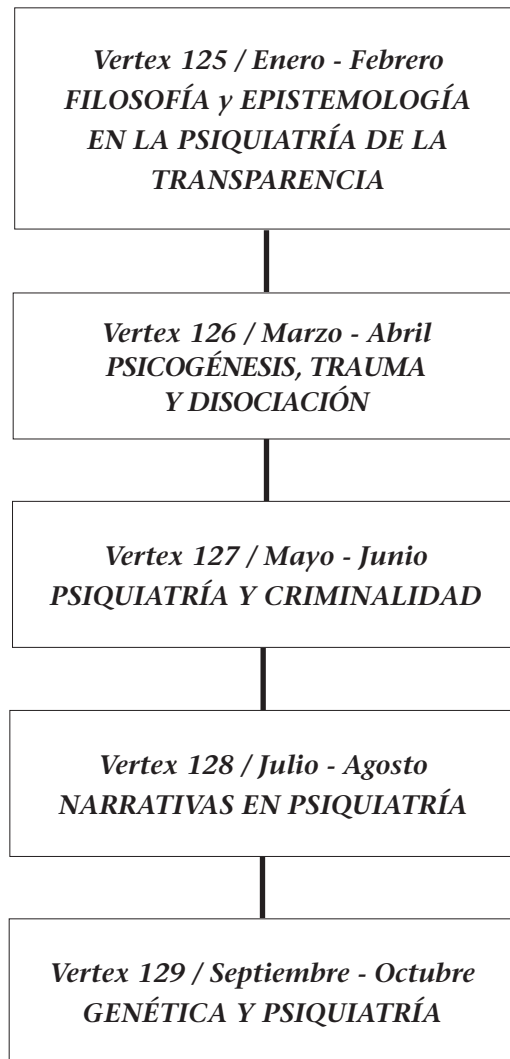 Vertex 125 / Enero - Febrero
FILOSOFÍA y EPISTEMOLOGÍA
EN LA PSIQUIATRÍA DE LA
TRANSPARENCIA
Vertex 126 / Marzo - Abril
PSICOGÉNESIS, TRAUMA
Y DISOCIACIÓN
Vertex 127 / Mayo - Junio
PSIQUIATRÍA Y CRIMINALIDAD
Vertex 128 / Julio - Agosto
NARRATIVAS EN PSIQUIATRÍA
Vertex 129 / Septiembre - Octubre
GENÉTICA Y PSIQUIATRÍA